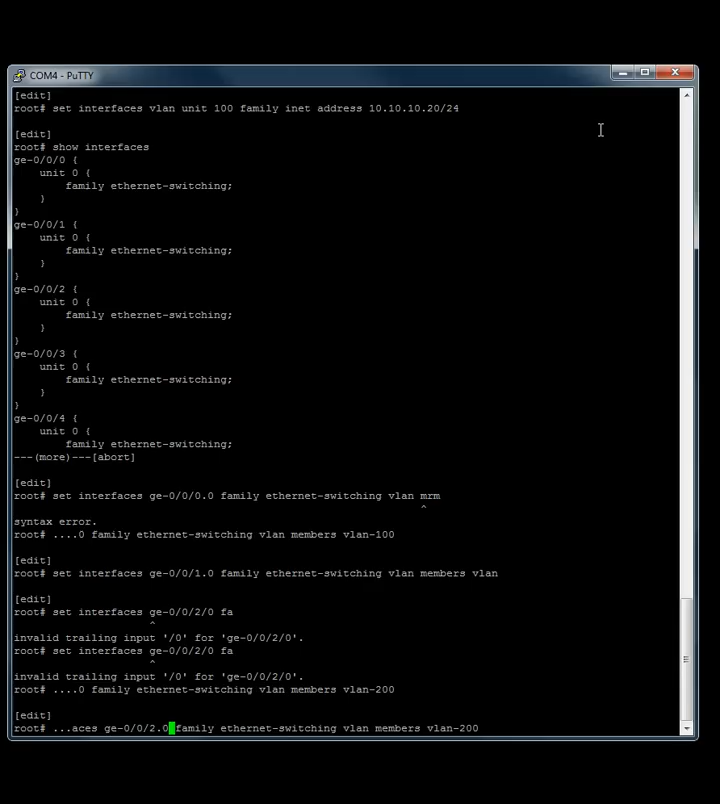 COM4 - PuTTY
[edit]
root# set interfaces vlan unit 100 family inet address 10.10.10.20/24
[edit]
root# show interfaces
ge-0/0/0 {
unit 0 {
family ethernet-switching;
}
}
ge-0/0/1 {
unit 0 {
family ethernet-switching;
}
}
ge-0/0/2 {
unit 0 {
family ethernet-switching;
}
}
ge-0/0/3 {
unit 0 {
family ethernet-switching;
}
}
ge-0/0/4 {
unit 0 {
family ethernet-switching;
---(more)---[abort]
[edit]
root# set interfaces ge-0/0/0.0 family ethernet-switching vlan mrm
^
syntax error.
root# ....0 family ethernet-switching vlan members vlan-100
[edit]
root# set interfaces ge-0/0/1.0 family ethernet-switching vlan members vlan
[edit]
root# set interfaces ge-0/0/2/0 fa
^
invalid trailing input '/0' for 'ge-0/0/2/0'.
root# set interfaces ge-0/0/2/0 fa
^
invalid trailing input '/0' for 'ge-0/0/2/0'.
root# ....0 family ethernet-switching vlan members vlan-200
[edit]
root# ...aces ge-0/0/2.0 family ethernet-switching vlan members vlan-200